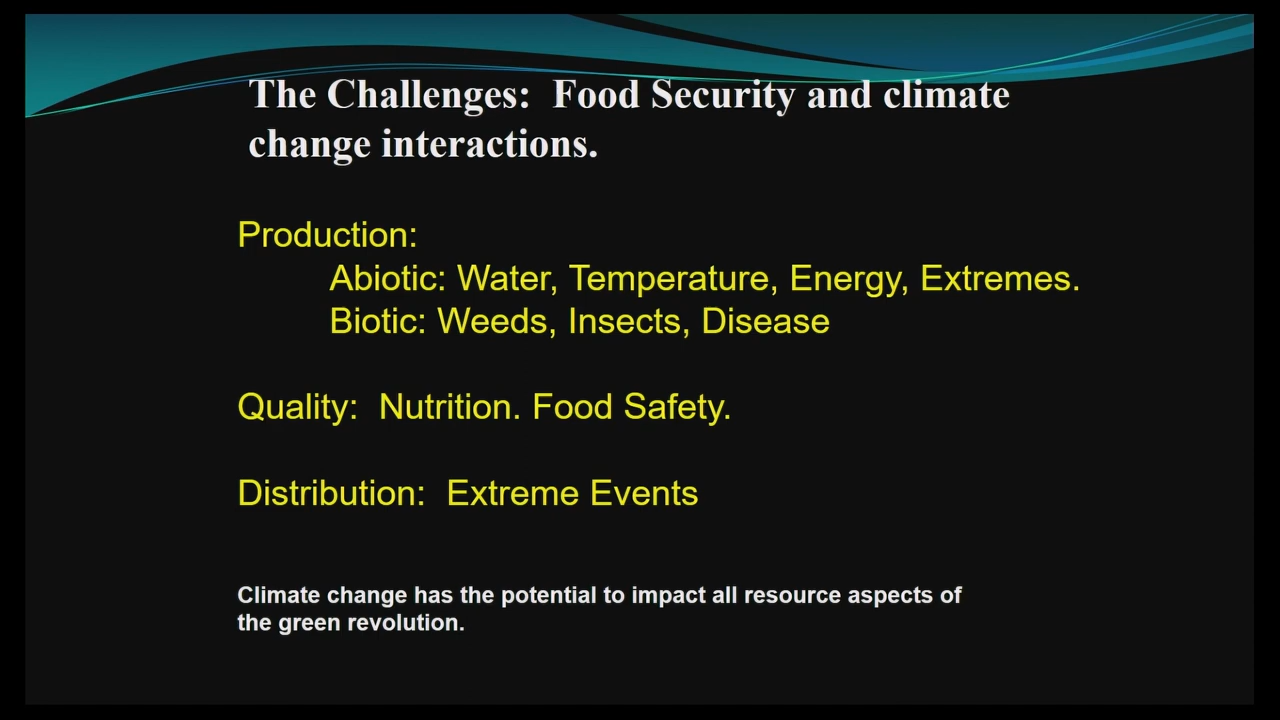 The Challenges:  Food Security and climate
change interactions.
Production:
Abiotic: Water, Temperature, Energy, Extremes.
Biotic: Weeds, Insects, Disease
Quality:  Nutrition. Food Safety.
Distribution:  Extreme Events
Climate change has the potential to impact all resource aspects of
the green revolution.